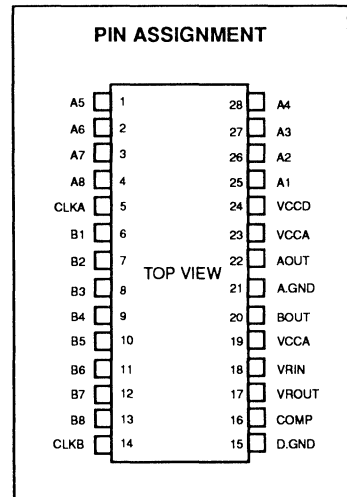 PIN ASSIGNMENT
A5 1 28 A4
A6 2 27 A3
A7 3 26 A2
A8 4 25 A1
CLKA 5 24 VCCD
B1 6 23 VCCA
B2 7 22 AOUT
TOP VIEW
B3 8 21 A.GND
B4 9 20 BOUT
B5 10 19 VCCA
B6 11 18 VRIN
B7 12 17 VROUT
B8 13 16 COMP
CLKB 14 15 D.GND